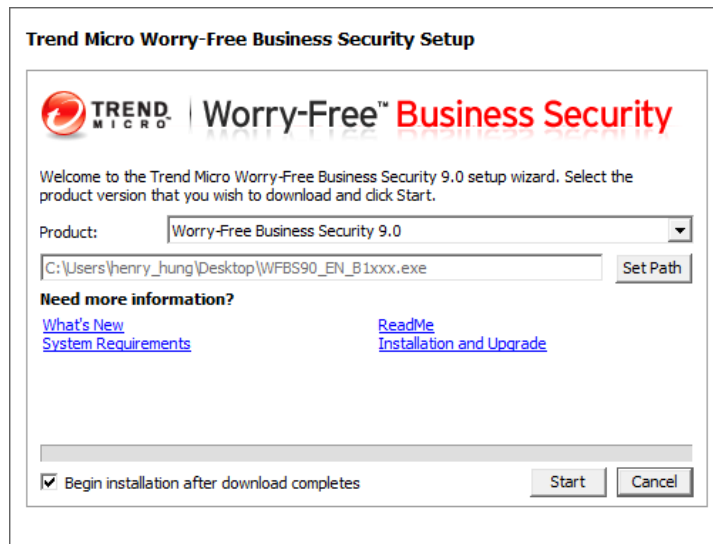 Trend Micro Worry-Free Business Security Setup
TREND MICRO Worry-Free™ Business Security
Welcome to the Trend Micro Worry-Free Business Security 9.0 setup wizard. Select the
product version that you wish to download and click Start.
Product: Worry-Free Business Security 9.0
C:\Users\henry_hung\Desktop\WFBS90_EN_B1xxx.exe Set Path
Need more information?
What's New ReadMe
System Requirements Installation and Upgrade
Begin installation after download completes Start Cancel